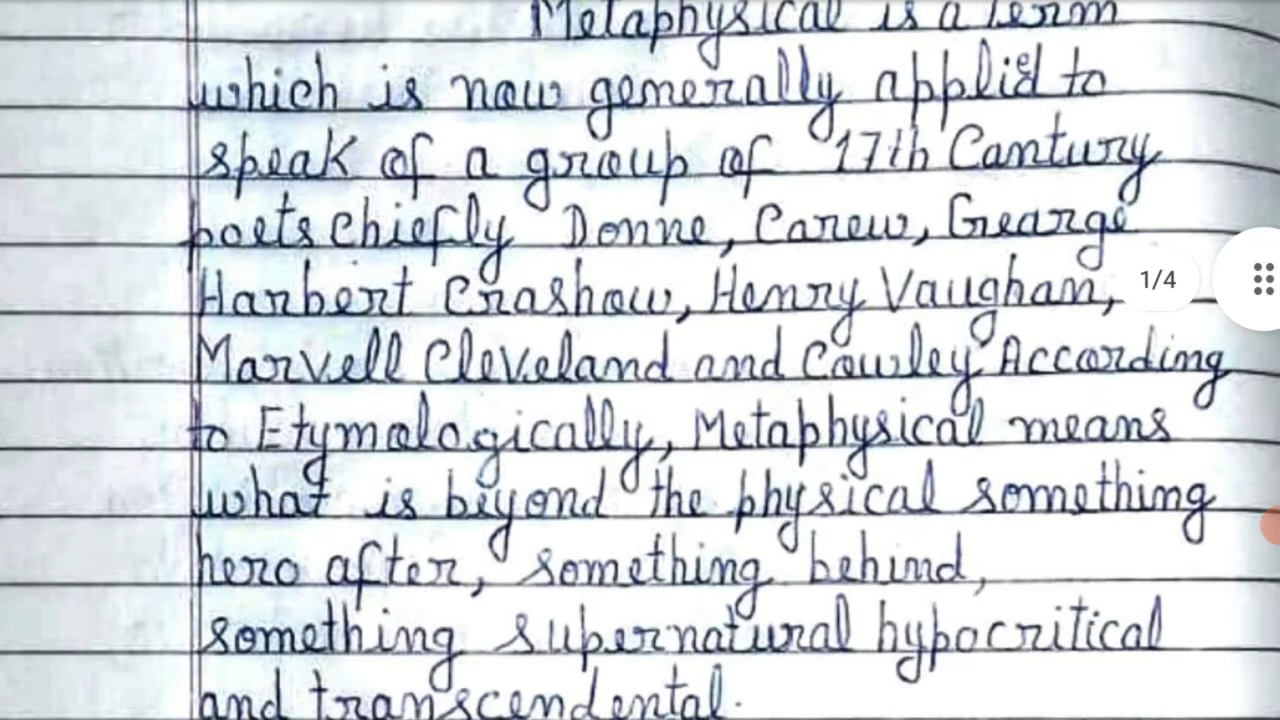 Metaphysical is a term
which is now generally applied to
speak of a group of 17th Cantury
poets chiefly Donne, Carew, Gearge
Harbert Crashaw, Henry Vaughan,
1/4
Marvell Cleveland and Cowley According
to Etymologically, Metaphysical means
what is beyond the physical something
hero after, something behind,
something supernatural hypocritical
and transcendental.